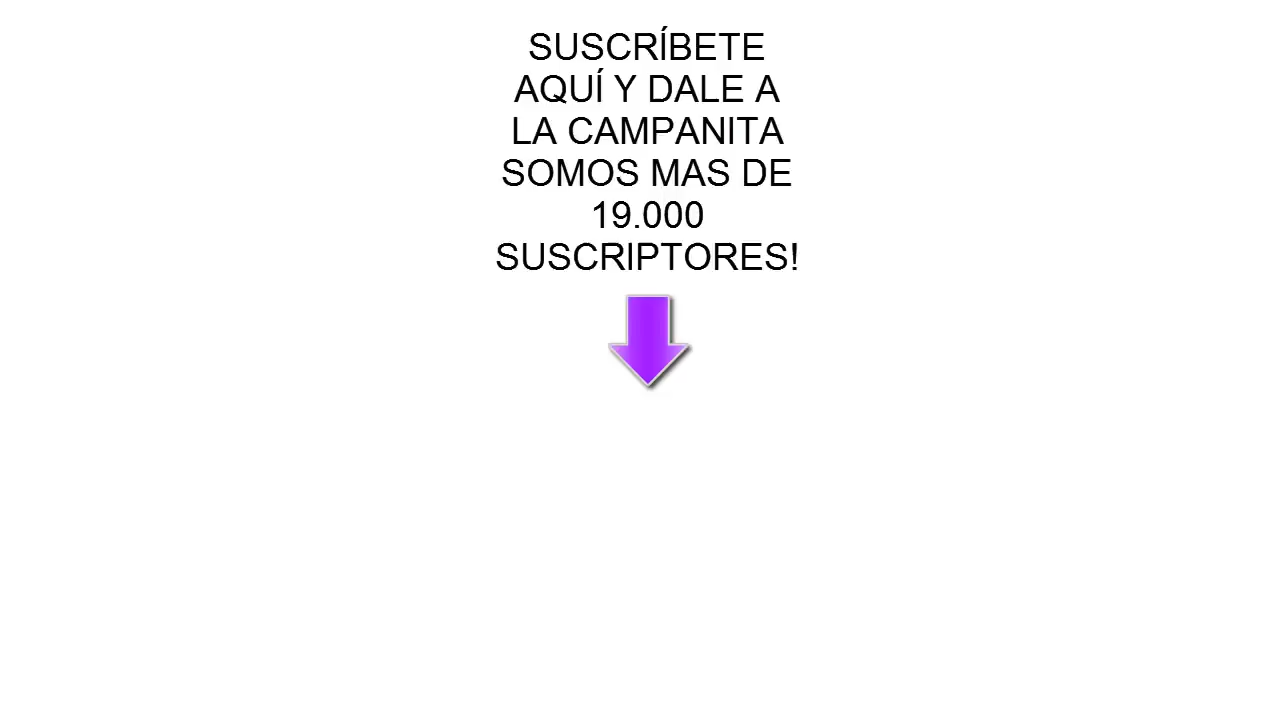 SUSCRÍBETE
AQUÍ Y DALE A
LA CAMPANITA
SOMOS MAS DE
19.000
SUSCRIPTORES!